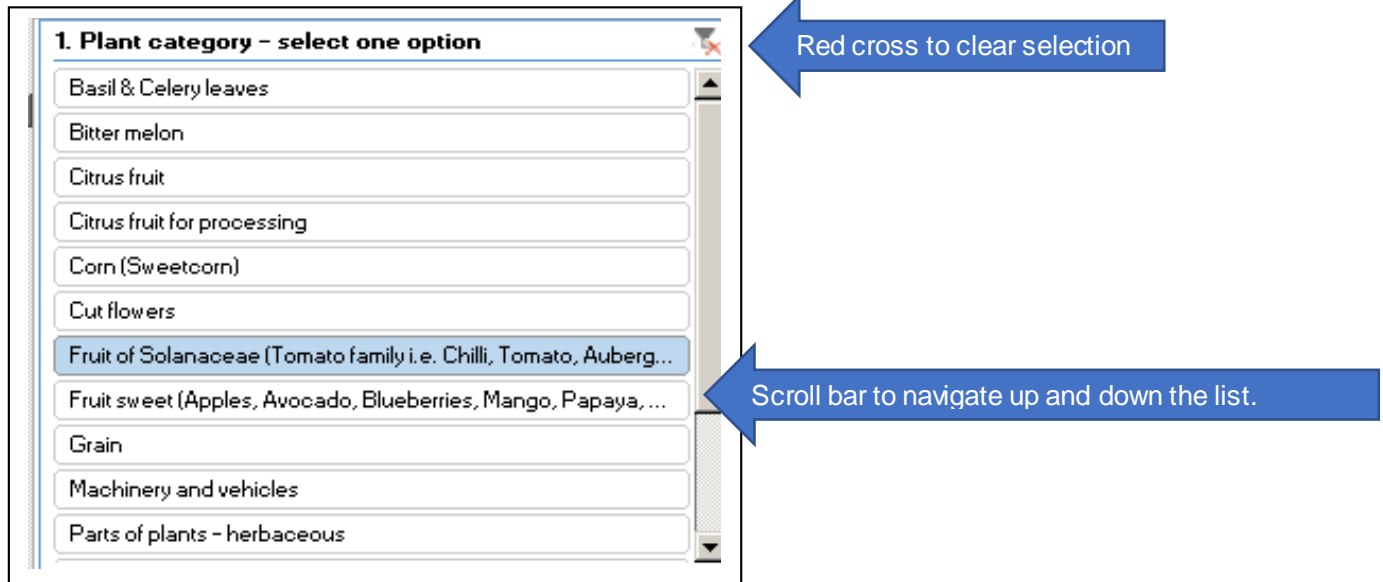 1. Plant category – select one option
Red cross to clear selection
Basil & Celery leaves
Bitter melon
Citrus fruit
Citrus fruit for processing
Corn (Sweetcorn)
Cut flowers
Fruit of Solanaceae (Tomato family i.e. Chilli, Tomato, Auberg...
Fruit sweet (Apples, Avocado, Blueberries, Mango, Papaya, ...
Scroll bar to navigate up and down the list.
Grain
Machinery and vehicles
Parts of plants – herbaceous